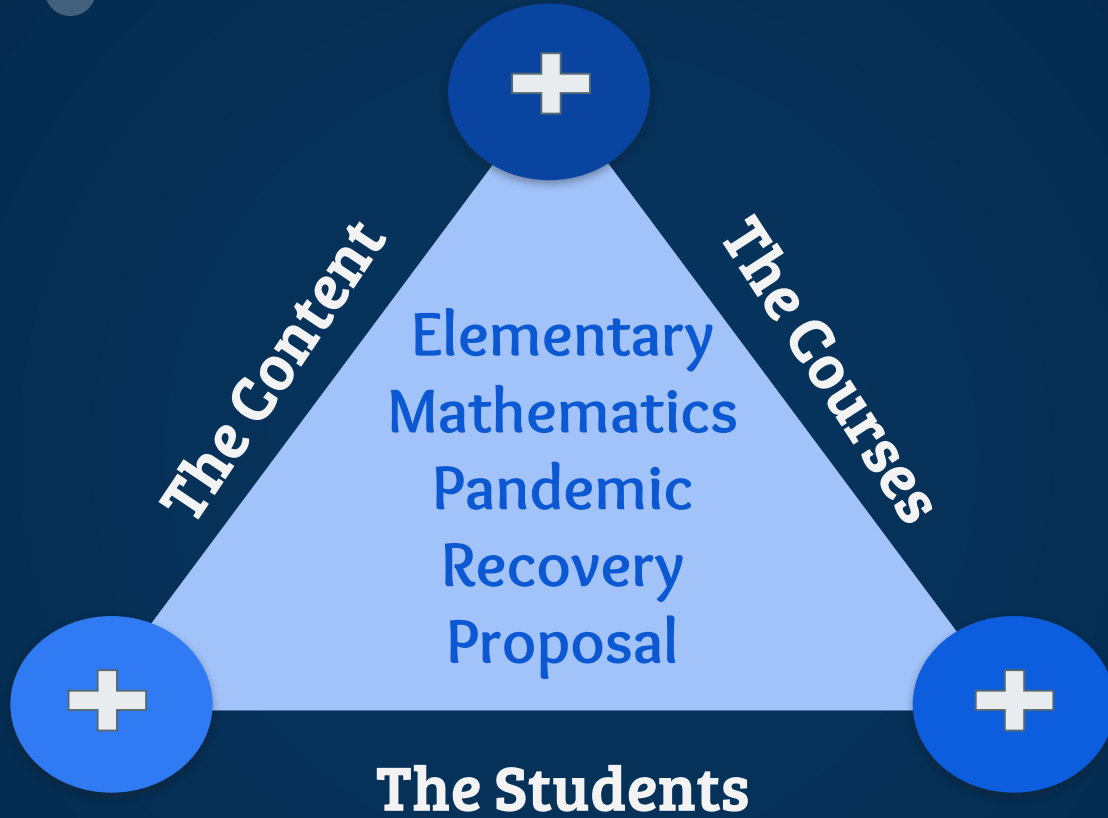 The Content
The Courses
Elementary
Mathematics
Pandemic
Recovery
Proposal
The Students